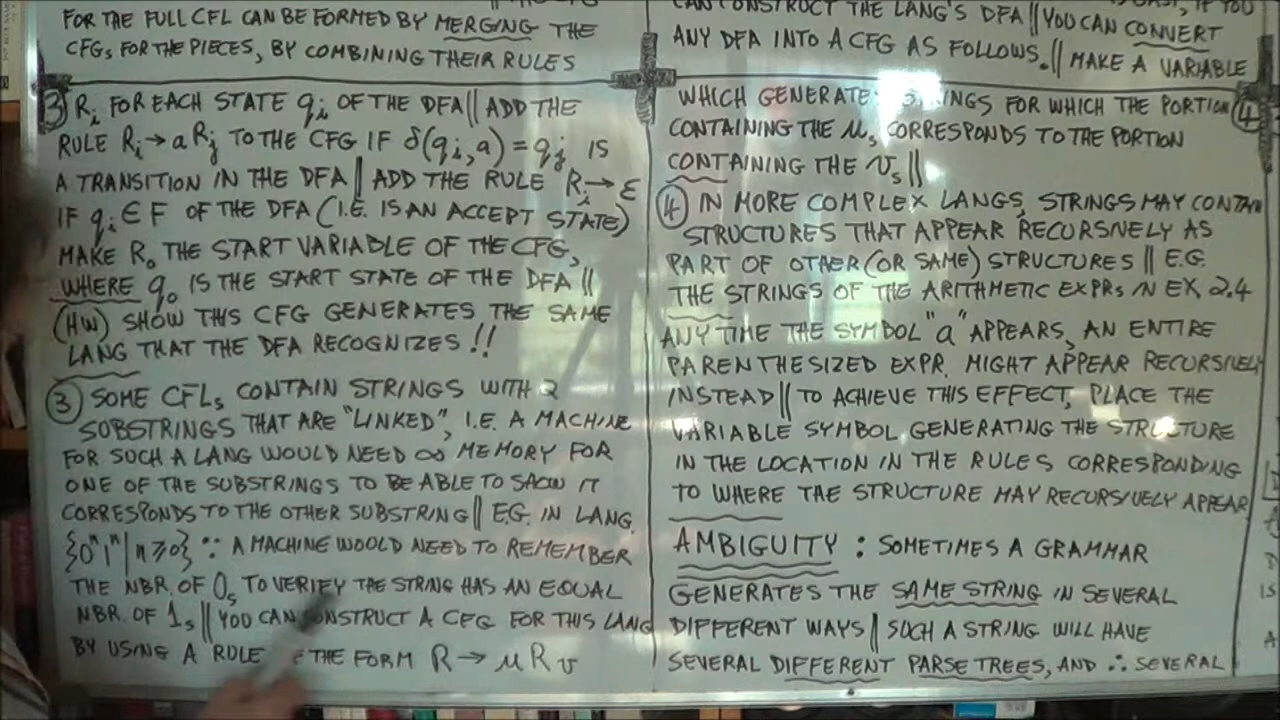 FOR THE FULL CFL CAN BE FORMED BY MERGING THE
CFGs FOR THE PIECES, BY COMBINING THEIR RULES
③ Ri FOR EACH STATE qi OF THE DFA || ADD THE
RULE Ri → a Rj TO THE CFG IF δ(qi, a) = qj IS
A TRANSITION IN THE DFA || ADD THE RULE Ri → ε
IF qi ∈ F OF THE DFA (I.E. IS AN ACCEPT STATE)
MAKE R0 THE START VARIABLE OF THE CFG,
WHERE q0 IS THE START STATE OF THE DFA ||
(HW) SHOW THIS CFG GENERATES THE SAME
LANG THAT THE DFA RECOGNIZES !!
③ SOME CFLs CONTAIN STRINGS WITH 2
SUBSTRINGS THAT ARE "LINKED", I.E. A MACHINE
FOR SUCH A LANG WOULD NEED ∞ MEMORY FOR
ONE OF THE SUBSTRINGS TO BE ABLE TO SHOW IT
CORRESPONDS TO THE OTHER SUBSTRING || E.G. IN LANG.
{0ⁿ1ⁿ | n ≥ 0} ∵ A MACHINE WOULD NEED TO REMEMBER
THE NBR. OF 0s TO VERIFY THE STRING HAS AN EQUAL
NBR. OF 1s || YOU CAN CONSTRUCT A CFG FOR THIS LANG
BY USING A RULE THE FORM R → u R v
CAN CONSTRUCT THE LANG'S DFA || YOU CAN CONVERT
ANY DFA INTO A CFG AS FOLLOWS. || MAKE A VARIABLE
WHICH GENERATE FOR WHICH THE PORTION ④
CONTAINING THE us CORRESPONDS TO THE PORTION
CONTAINING THE vs ||
④ IN MORE COMPLEX LANGS, STRINGS MAY CONTAIN
STRUCTURES THAT APPEAR RECURSIVELY AS
PART OF OTHER (OR SAME) STRUCTURES || E.G.
THE STRINGS OF THE ARITHMETIC EXPRs IN EX 2.4
ANY TIME THE SYMBOL "a" APPEARS, AN ENTIRE
PARENTHESIZED EXPR. MIGHT APPEAR RECURSIVELY
INSTEAD || TO ACHIEVE THIS EFFECT, PLACE THE
VARIABLE SYMBOL GENERATING THE STRUCTURE
IN THE LOCATION IN THE RULES CORRESPONDING
TO WHERE THE STRUCTURE MAY RECURSIVELY APPEAR
AMBIGUITY : SOMETIMES A GRAMMAR
GENERATES THE SAME STRING IN SEVERAL
DIFFERENT WAYS || SUCH A STRING WILL HAVE
SEVERAL DIFFERENT PARSE TREES, AND ∴ SEVERAL